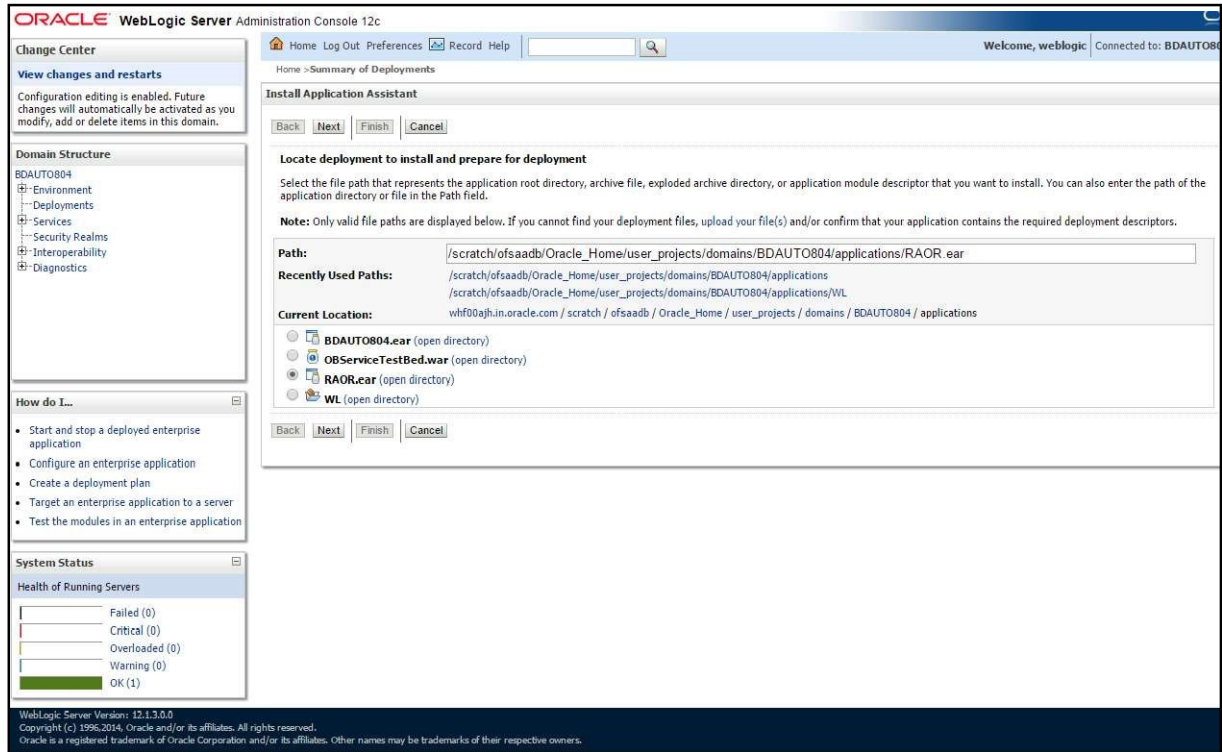 ORACLE WebLogic Server Administration Console 12c
Change Center
View changes and restarts
Configuration editing is enabled. Future
changes will automatically be activated as you
modify, add or delete items in this domain.
Domain Structure
BDAUTO804
Environment
Deployments
Services
Security Realms
Interoperability
Diagnostics
How do I...
Start and stop a deployed enterprise
application
Configure an enterprise application
Create a deployment plan
Target an enterprise application to a server
Test the modules in an enterprise application
System Status
Health of Running Servers
Failed (0)
Critical (0)
Overloaded (0)
Warning (0)
OK (1)
Home Log Out Preferences Record Help
Welcome, weblogic Connected to: BDAUTO80
Home >Summary of Deployments
Install Application Assistant
Back Next Finish Cancel
Locate deployment to install and prepare for deployment
Select the file path that represents the application root directory, archive file, exploded archive directory, or application module descriptor that you want to install. You can also enter the path of the
application directory or file in the Path field.
Note: Only valid file paths are displayed below. If you cannot find your deployment files, upload your file(s) and/or confirm that your application contains the required deployment descriptors.
Path: /scratch/ofsaadb/Oracle_Home/user_projects/domains/BDAUTO804/applications/RAOR.ear
Recently Used Paths: /scratch/ofsaadb/Oracle_Home/user_projects/domains/BDAUTO804/applications
/scratch/ofsaadb/Oracle_Home/user_projects/domains/BDAUTO804/applications/WL
Current Location: whf00ajh.in.oracle.com / scratch / ofsaadb / Oracle_Home / user_projects / domains / BDAUTO804 / applications
BDAUTO804.ear (open directory)
OBServiceTestBed.war (open directory)
RAOR.ear (open directory)
WL (open directory)
Back Next Finish Cancel
WebLogic Server Version: 12.1.3.0.0
Copyright (c) 1996,2014, Oracle and/or its affiliates. All rights reserved.
Oracle is a registered trademark of Oracle Corporation and/or its affiliates. Other names may be trademarks of their respective owners.